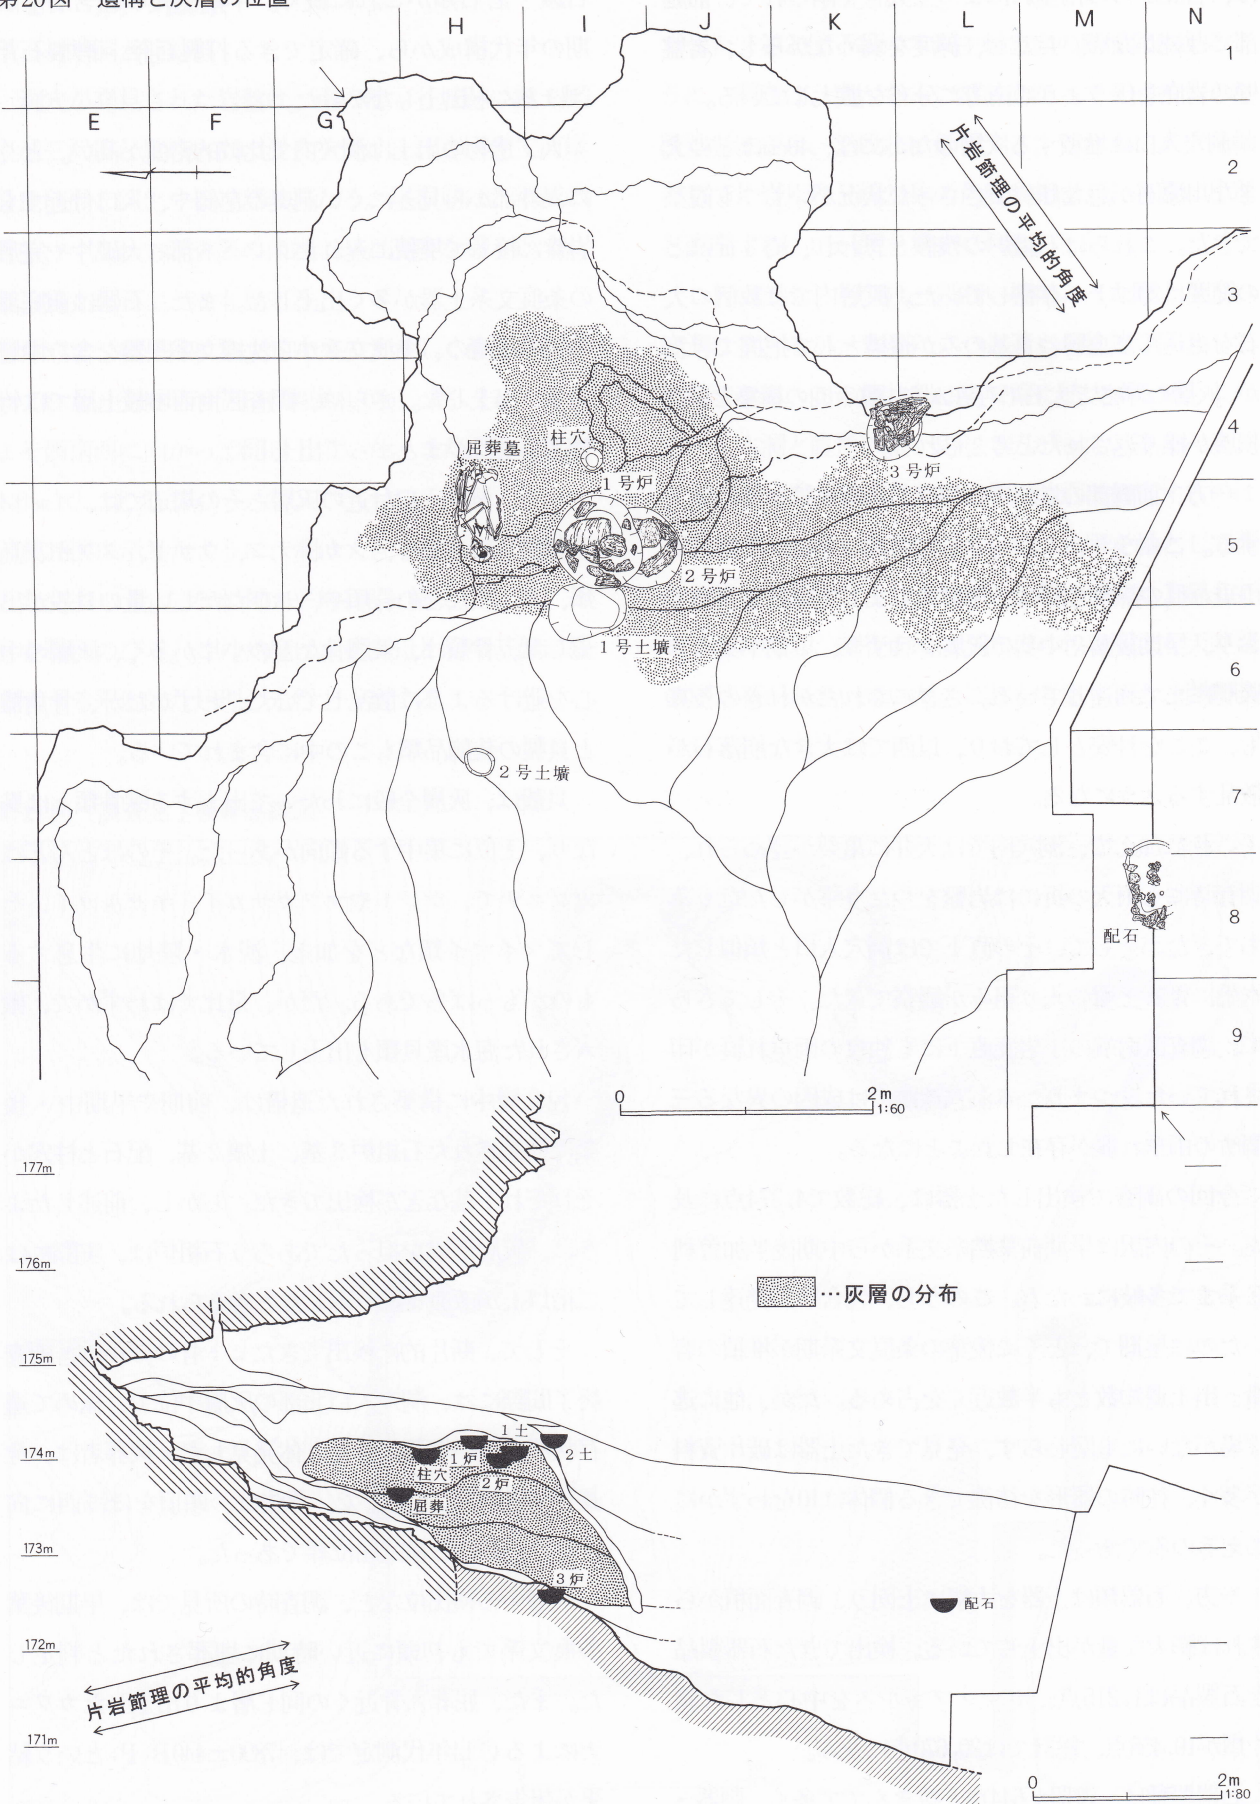 第20図 遺構と灰層の位置
H I J K L M N
E F G
1
2
3
4
5
6
7
8
9
片岩節理の平均的角度
屈葬墓
柱穴
1号炉
3号炉
2号炉
1号土壙
2号土壙
配石
0 2m
1:60
177m
176m
175m
174m
173m
172m
171m
…灰層の分布
1土
2土
1炉
柱穴
2炉
屈葬
3炉
配石
片岩節理の平均的角度
0 2m
1:80